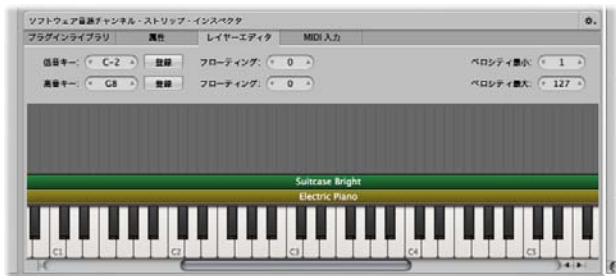 ソフトウェア音源チャンネル・ストリップ・インスペクタ
プラグインライブラリ 属性 レイヤーエディタ MIDI 入力
低音キー: C-2 登録 フローティング: 0 ベロシティ最小: 1
高音キー: G8 登録 フローティング: 0 ベロシティ最大: 127
Suitcase Bright
Electric Piano
C1 C2 C3 C4 C5